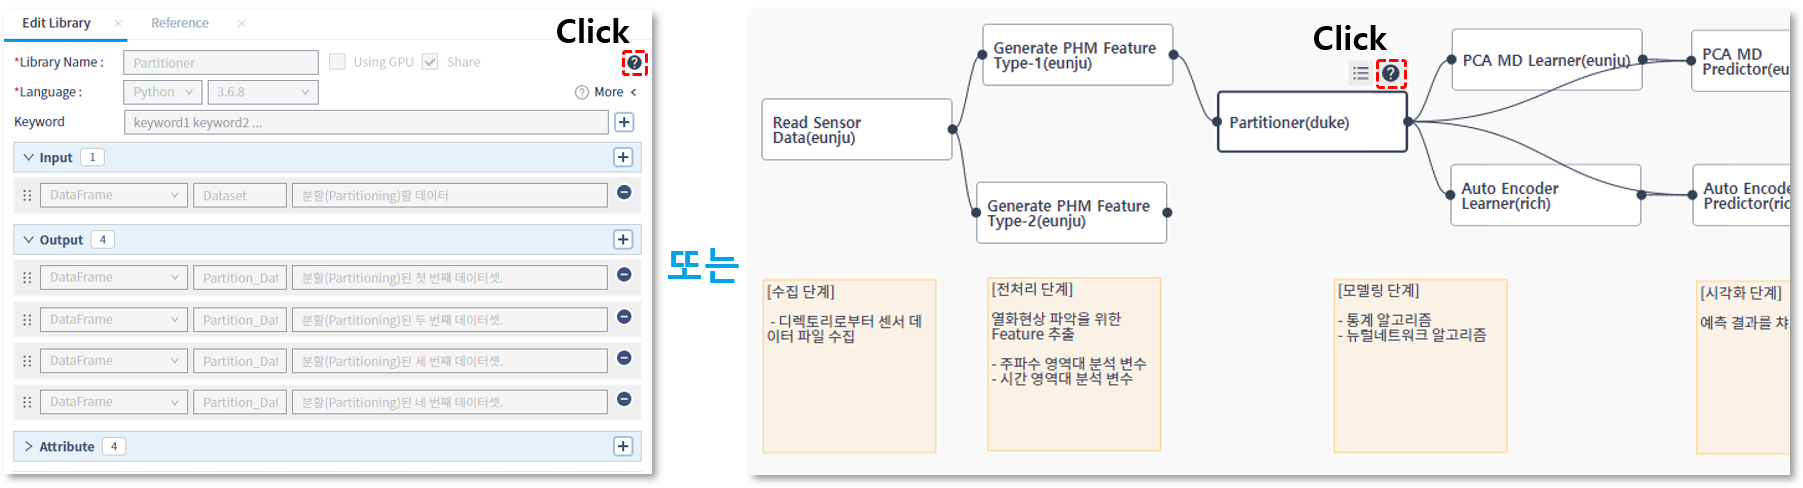 Edit Library
Reference
Click
*Library Name :
Partitioner
Using GPU
Share
*Language :
Python
3.6.8
More
Keyword
keyword1 keyword2 ...
Input 1
DataFrame
Dataset
분할(Partitioning)할 데이터
Output 4
DataFrame
Partition_Dat
분할(Partitioning)된 첫 번째 데이터셋.
DataFrame
Partition_Dat
분할(Partitioning)된 두 번째 데이터셋.
DataFrame
Partition_Dat
분할(Partitioning)된 세 번째 데이터셋.
DataFrame
Partition_Dat
분할(Partitioning)된 네 번째 데이터셋.
Attribute 4
또는
Click
Read Sensor
Data(eunju)
Generate PHM Feature
Type-1(eunju)
Generate PHM Feature
Type-2(eunju)
Partitioner(duke)
PCA MD Learner(eunju)
PCA MD
Predictor(eu
Auto Encoder
Learner(rich)
Auto Encode
Predictor(ric
[수집 단계]
- 디렉토리로부터 센서 데
이터 파일 수집
[전처리 단계]
열화현상 파악을 위한
Feature 추출
- 주파수 영역대 분석 변수
- 시간 영역대 분석 변수
[모델링 단계]
- 통계 알고리즘
- 뉴럴네트워크 알고리즘
[시각화 단계]
예측 결과를 챠